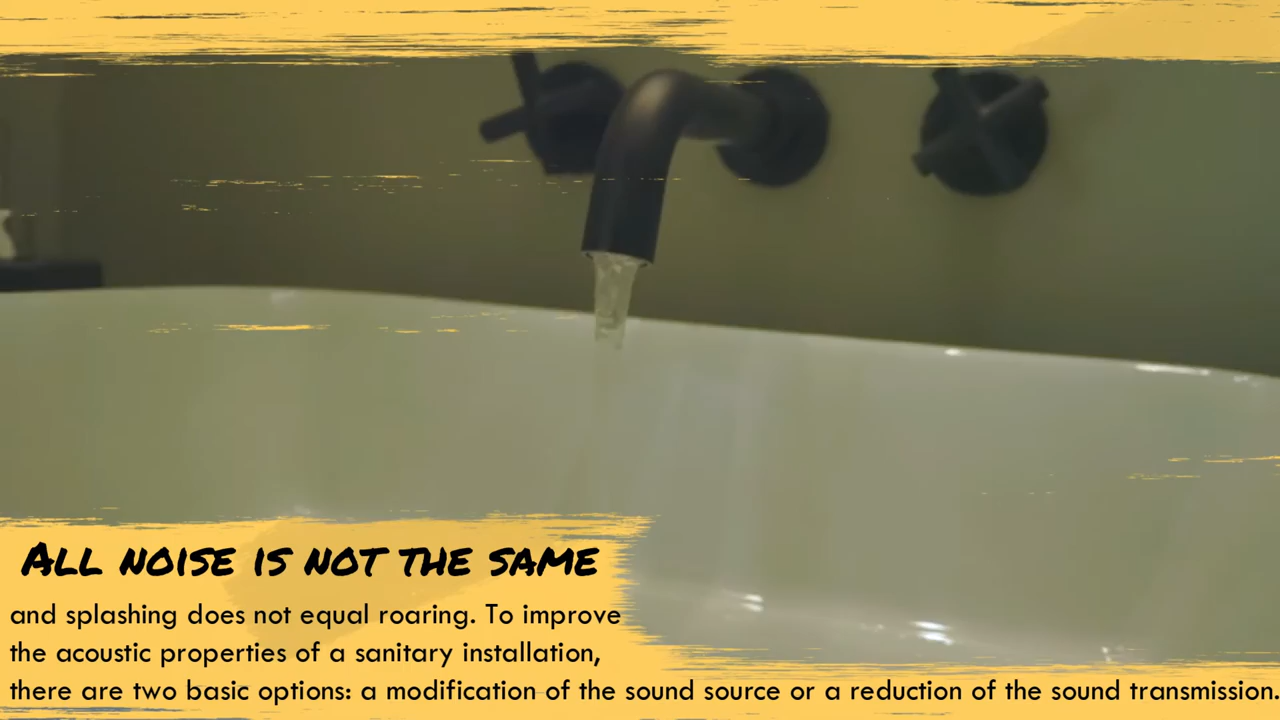 ALL NOISE IS NOT THE SAME
and splashing does not equal roaring. To improve
the acoustic properties of a sanitary installation,
there are two basic options: a modification of the sound source or a reduction of the sound transmission.